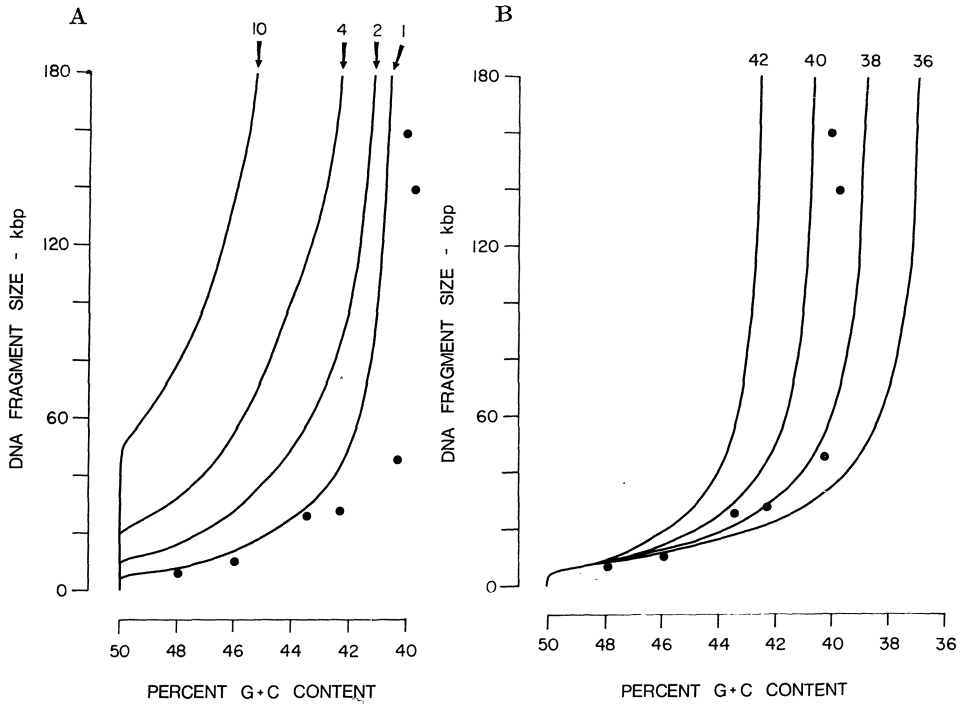 A
10 4 2 1
180
120
60
0
DNA FRAGMENT SIZE - kbp
50 48 46 44 42 40
PERCENT G+C CONTENT
B
42 40 38 36
180
120
60
0
DNA FRAGMENT SIZE - kbp
50 48 46 44 42 40 38 36
PERCENT G+C CONTENT